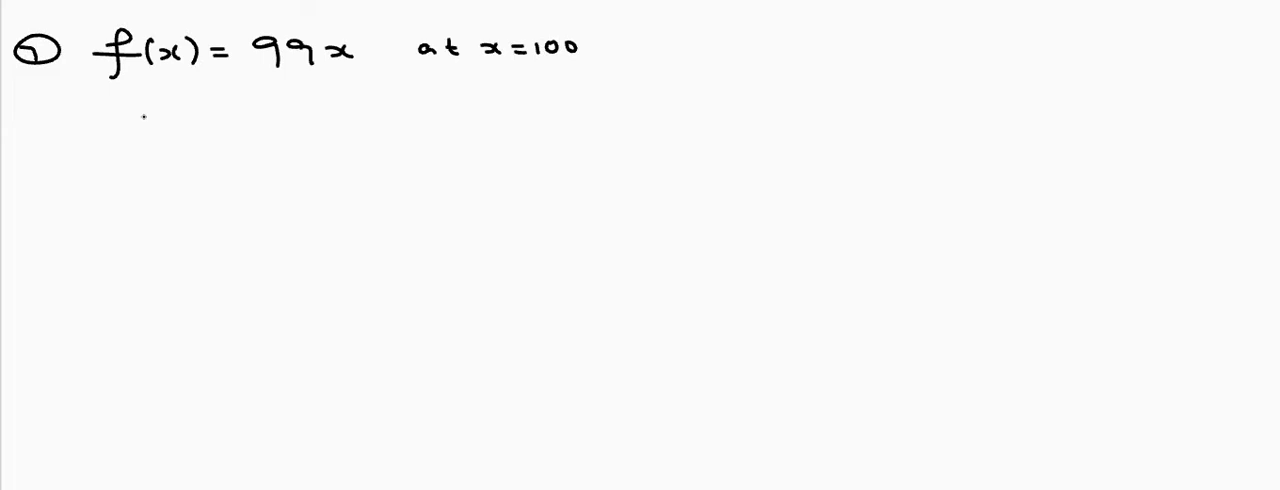 ① f(x) = 99x at x = 100